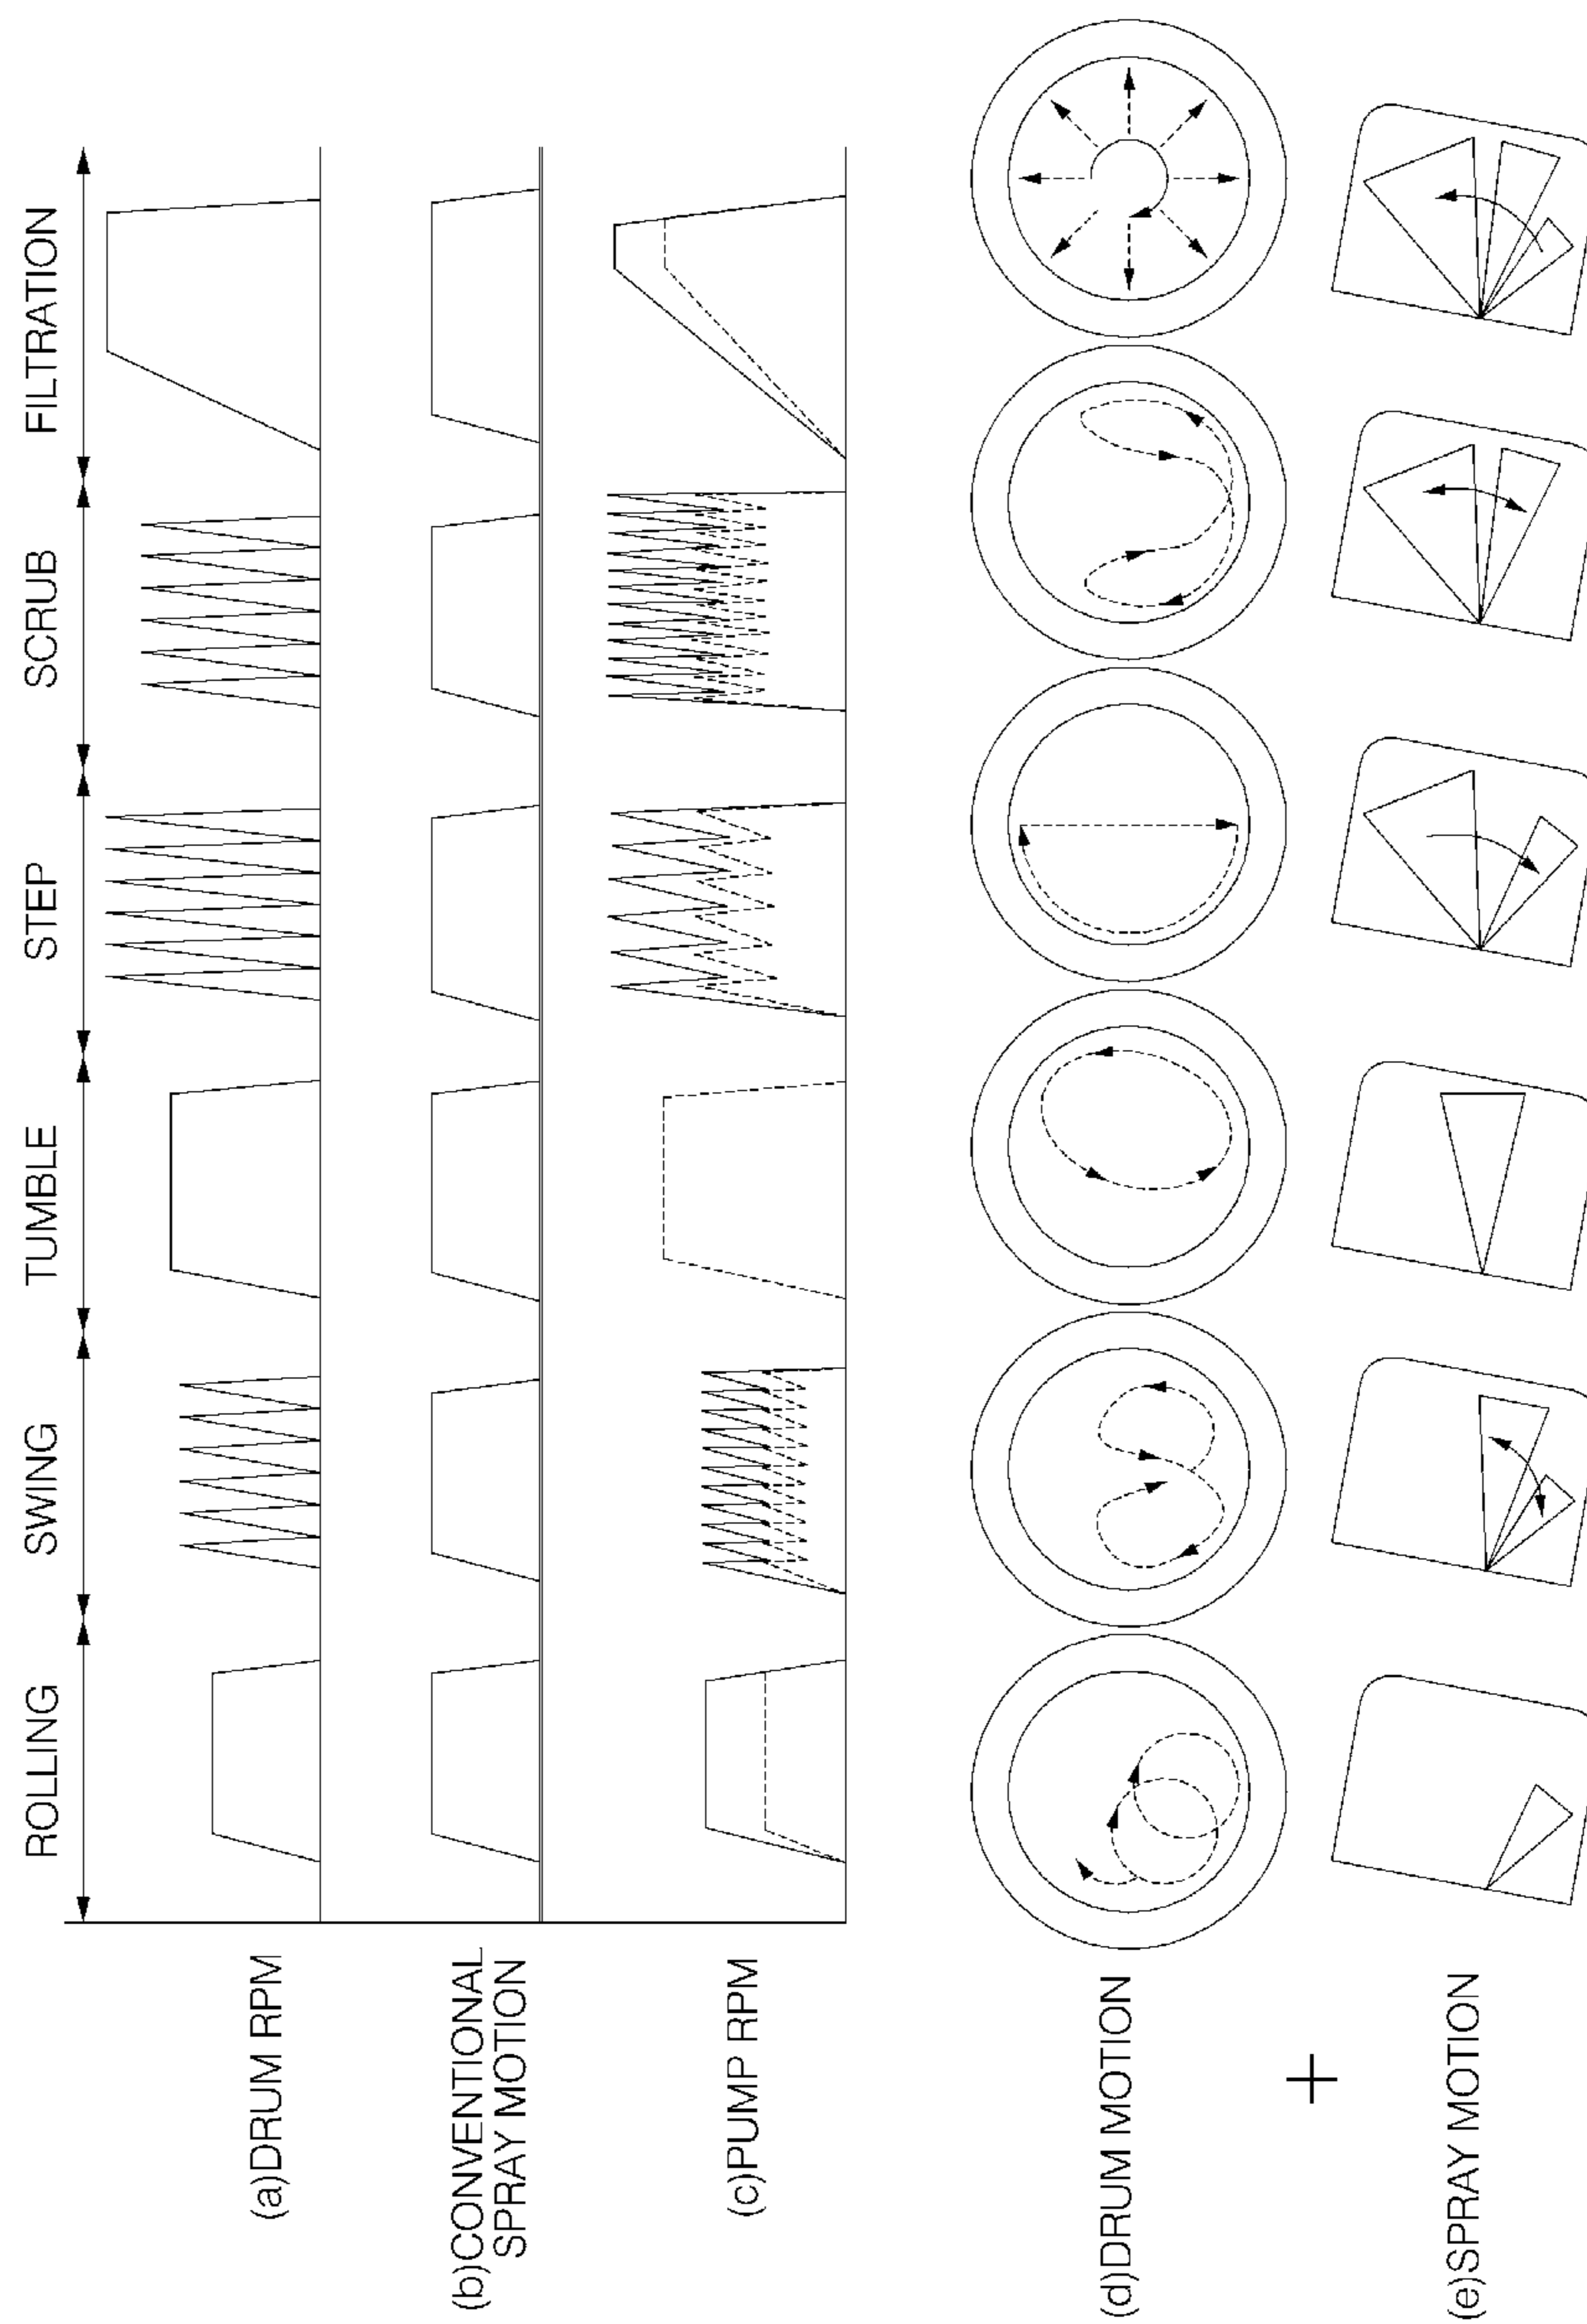 ROLLING
SWING
TUMBLE
STEP
SCRUB
FILTRATION
(a)DRUM RPM
(b)CONVENTIONAL
SPRAY MOTION
(c)PUMP RPM
(d)DRUM MOTION
+
(e)SPRAY MOTION